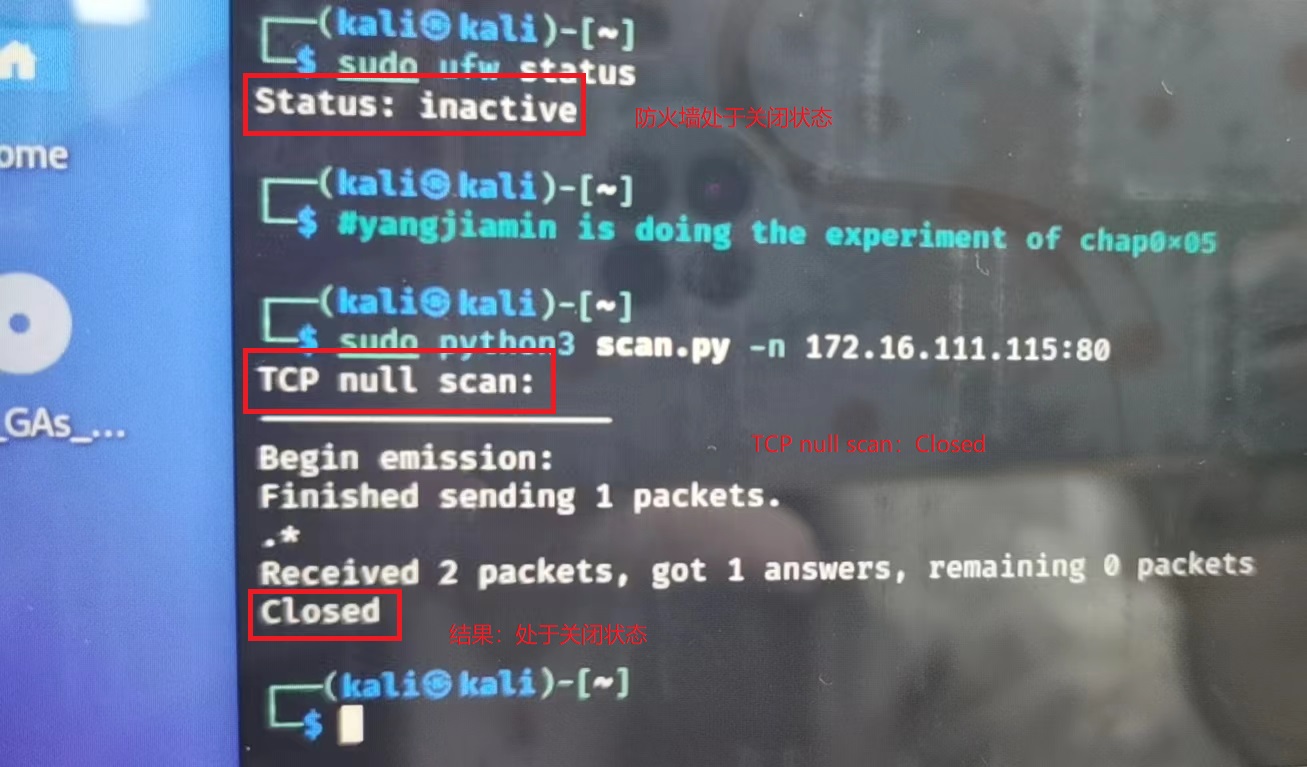 ┌──(kali㉿kali)-[~]
└─$ sudo ufw status
Status: inactive
防火墙处于关闭状态
ome
┌──(kali㉿kali)-[~]
└─$ #yangjiamin is doing the experiment of chap0×05
┌──(kali㉿kali)-[~]
└─$ sudo python3 scan.py -n 172.16.111.115:80
TCP null scan:
_GAs_...
TCP null scan：Closed
Begin emission:
Finished sending 1 packets.
.*
Received 2 packets, got 1 answers, remaining 0 packets
Closed
结果：处于关闭状态
┌──(kali㉿kali)-[~]
└─$